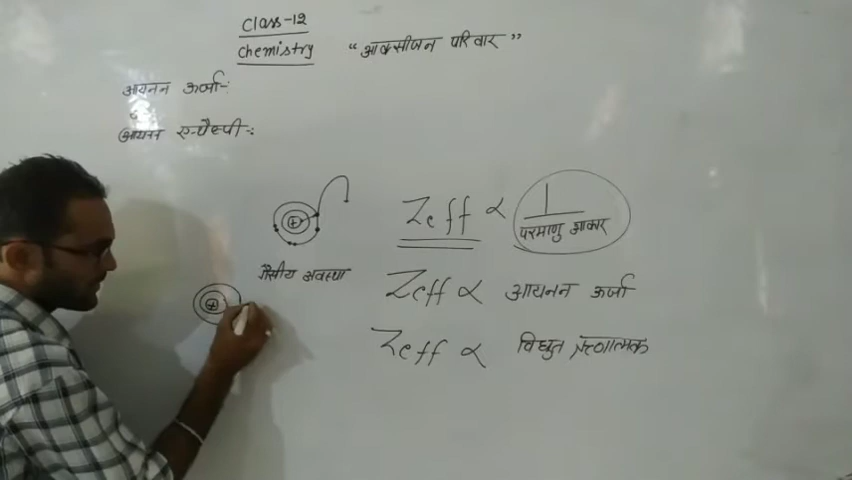 Class-12
Chemistry "आक्सीजन परिवार"
आयनन ऊर्जा-:
आयनन एन्थैल्पी-:
Zeff ∝ 1/परमाणु आकार
गैसीय अवस्था
Zeff ∝ आयनन ऊर्जा
Zeff ∝ विधुत ऋणात्मक